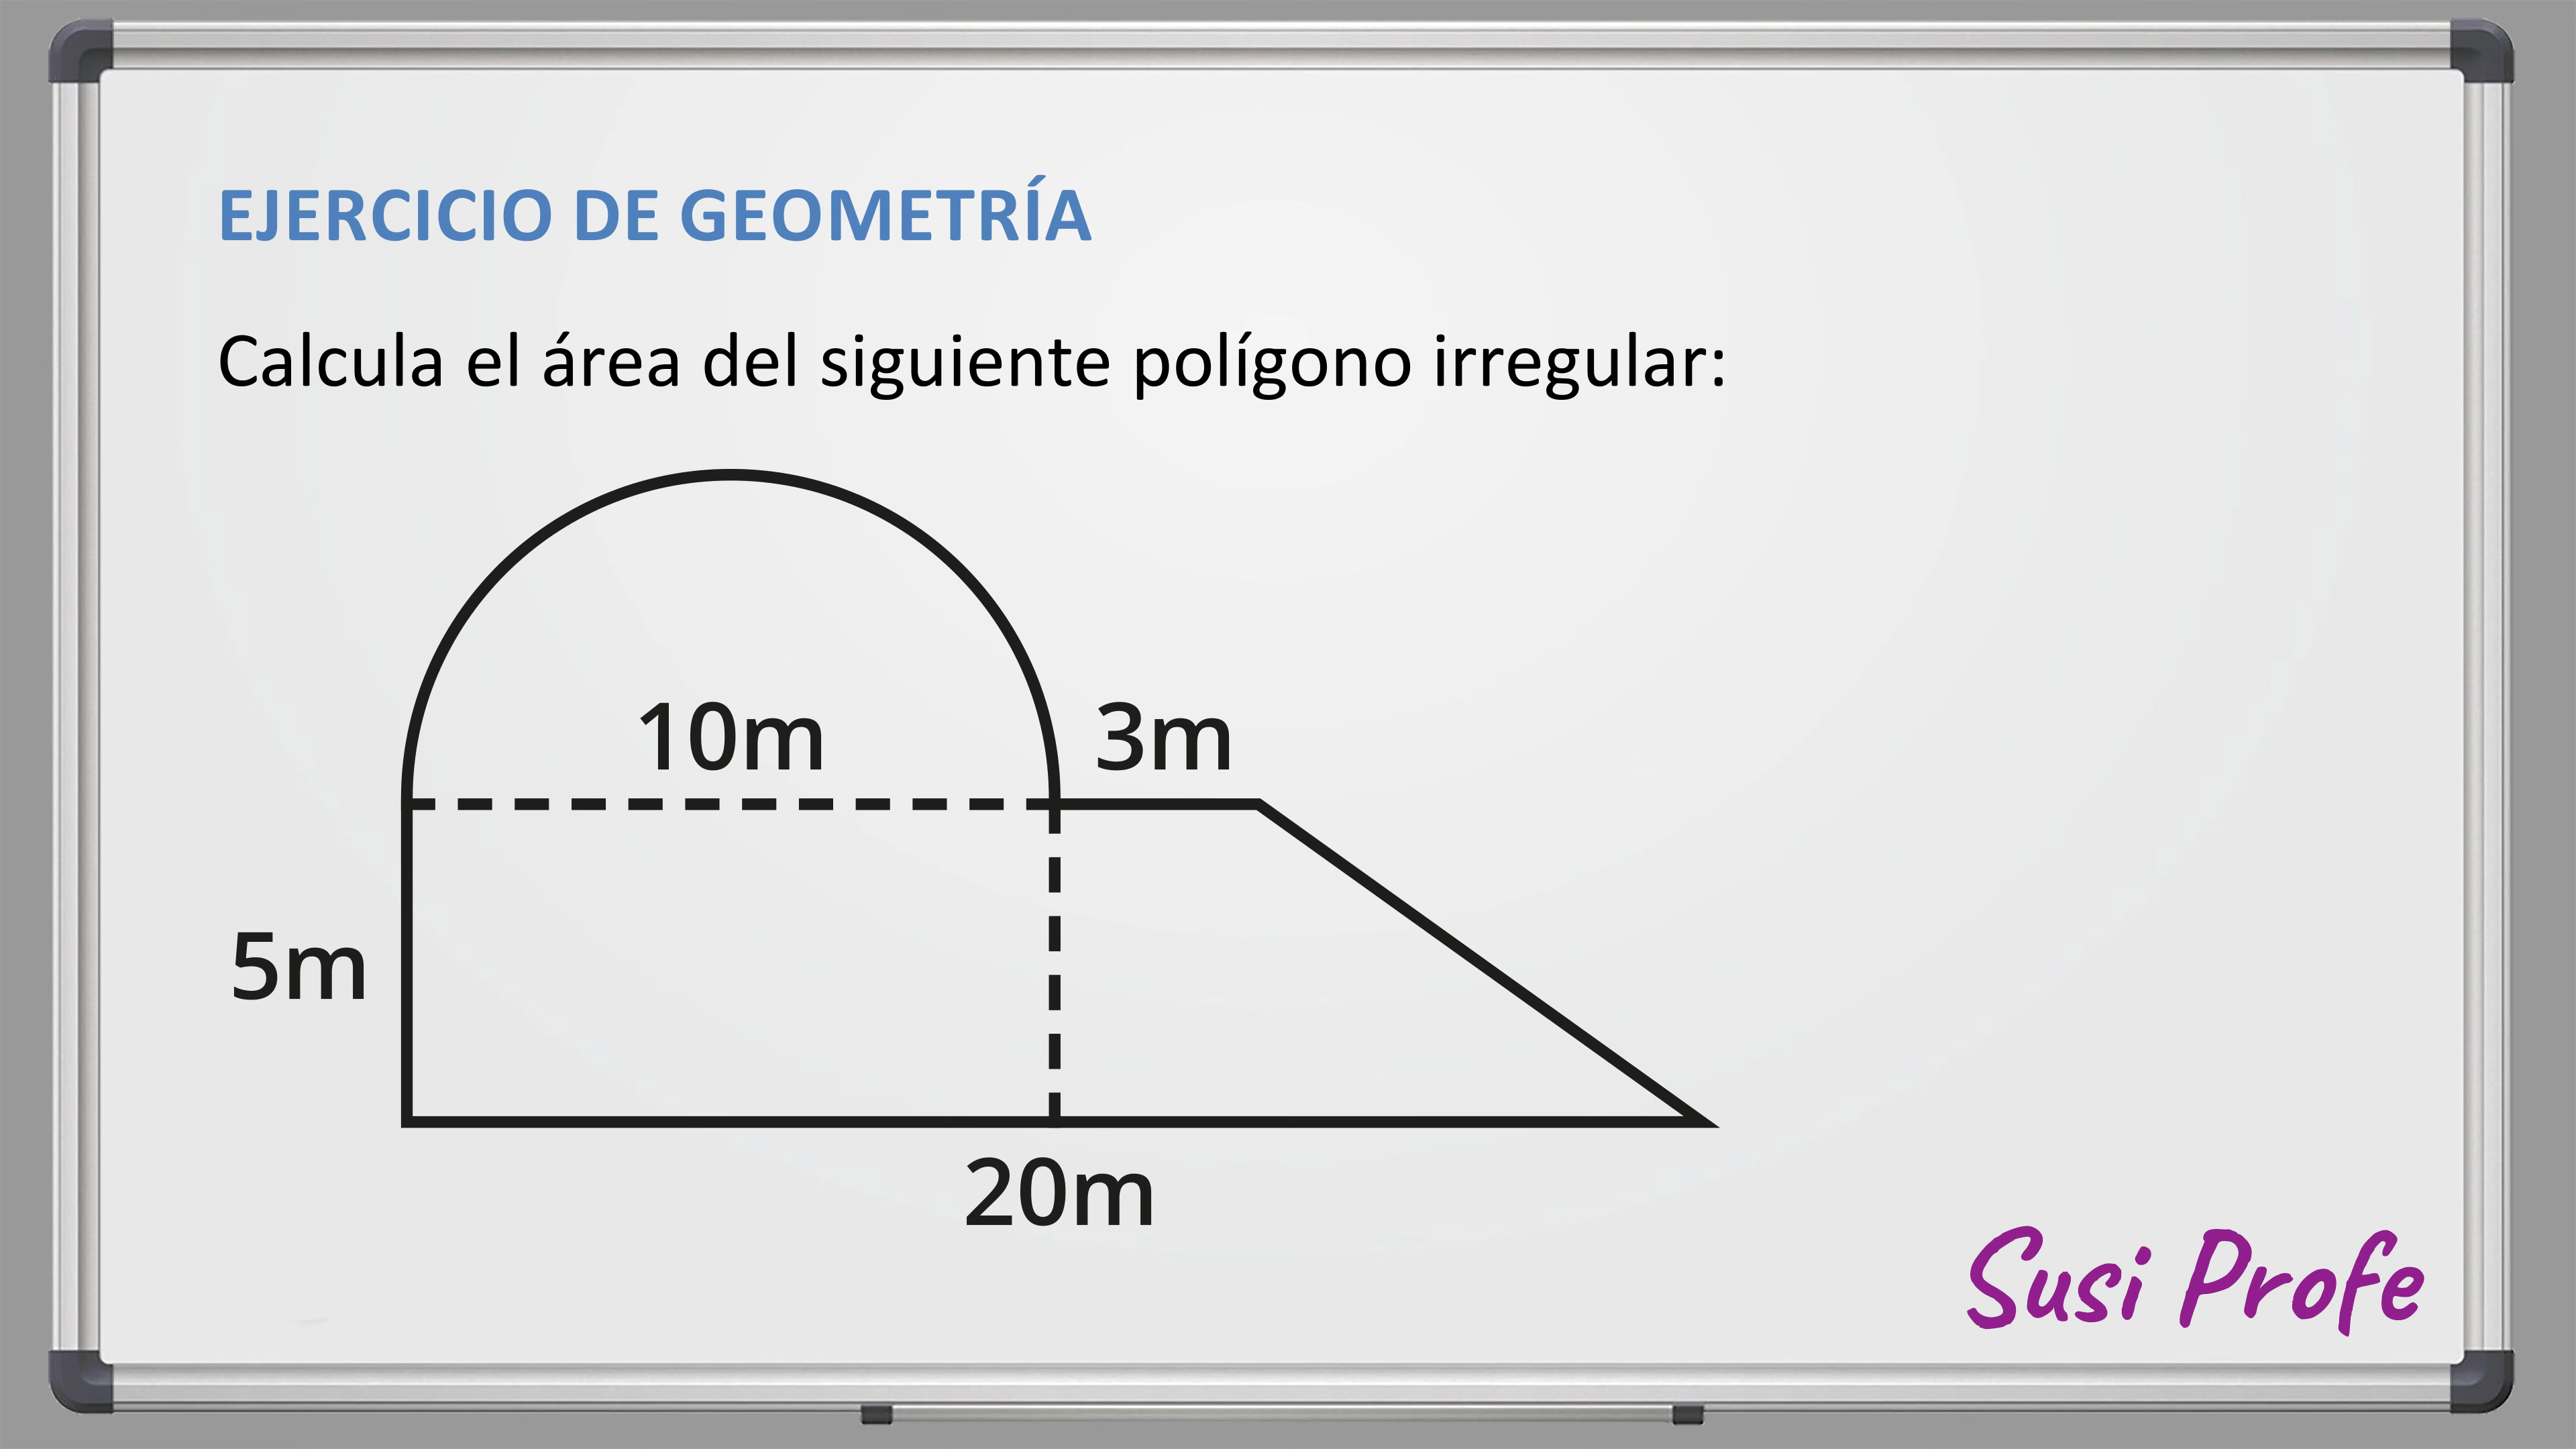 EJERCICIO DE GEOMETRÍA
Calcula el área del siguiente polígono irregular:
10m
3m
5m
20m
Susi Profe